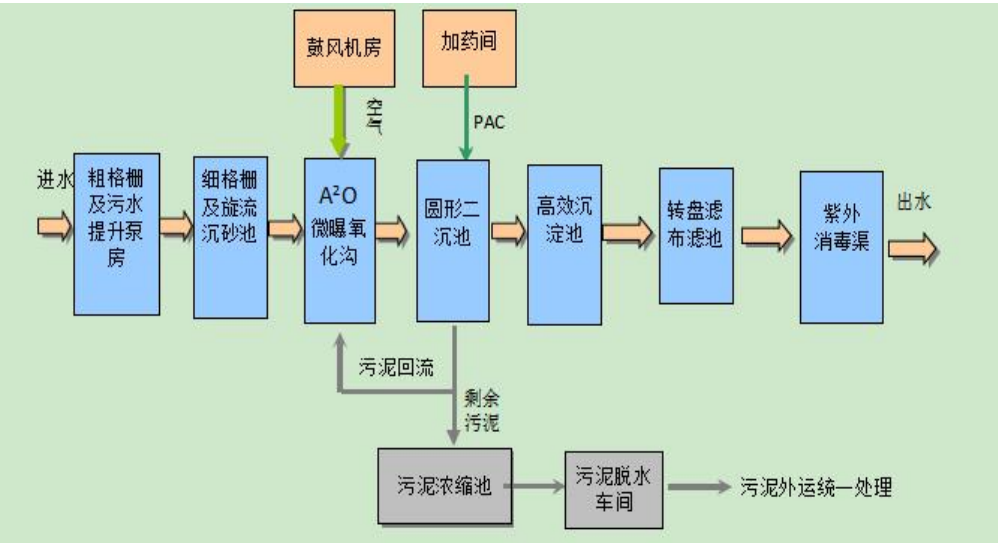 鼓风机房
加药间
空
气
PAC
进水
粗格栅
及污水
提升泵
房
细格栅
及旋流
沉砂池
A²O
微曝氧
化沟
圆形二
沉池
高效沉
淀池
转盘滤
布滤池
紫外
消毒渠
出水
污泥回流
剩余
污泥
污泥浓缩池
污泥脱水
车间
污泥外运统一处理